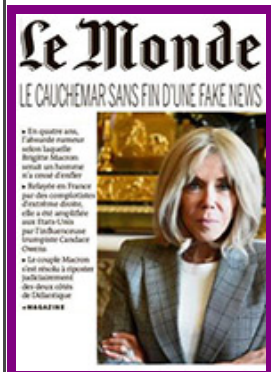 Le Monde
LE CAUCHEMAR SANS FIN D'UNE FAKE NEWS
▸ En quatre ans,
l'absurde rumeur
selon laquelle
Brigitte Macron
serait un homme
n'a cessé d'enfler
▸ Relayée en France
par des complotistes
d'extrême droite,
elle a été amplifiée
aux Etats-Unis
par l'influenceuse
trumpiste Candace
Owens
▸ Le couple Macron
s'est résolu à riposter
judiciairement
des deux côtés
de l'Atlantique
MAGAZINE